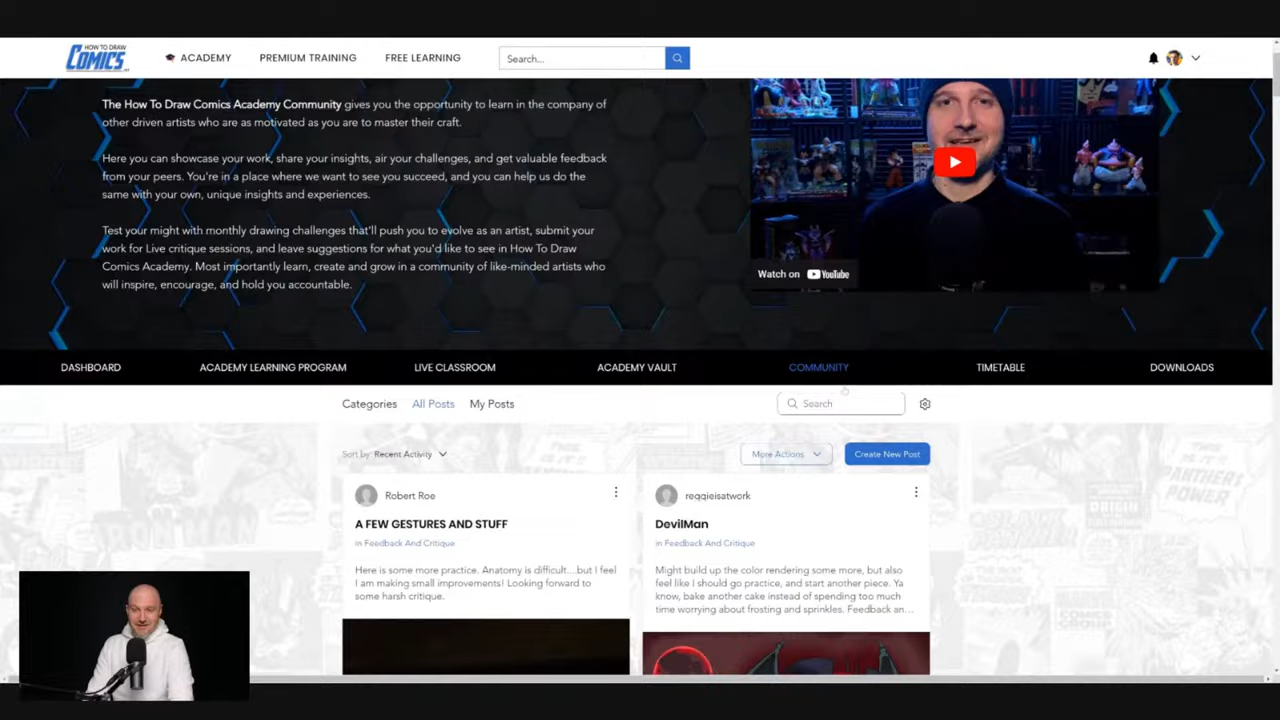 HOW TO DRAW
COMICS
ACADEMY
PREMIUM TRAINING
FREE LEARNING
Search...
The How To Draw Comics Academy Community gives you the opportunity to learn in the company of
other driven artists who are as motivated as you are to master their craft.
Here you can showcase your work, share your insights, air your challenges, and get valuable feedback
from your peers. You're in a place where we want to see you succeed, and you can help us do the
same with your own, unique insights and experiences.
Test your might with monthly drawing challenges that'll push you to evolve as an artist, submit your
work for Live critique sessions, and leave suggestions for what you'd like to see in How To Draw
Comics Academy. Most importantly learn, create and grow in a community of like-minded artists who
will inspire, encourage, and hold you accountable.
Watch on YouTube
DASHBOARD
ACADEMY LEARNING PROGRAM
LIVE CLASSROOM
ACADEMY VAULT
COMMUNITY
TIMETABLE
DOWNLOADS
Categories
All Posts
My Posts
Search
Sort by: Recent Activity
More Actions
Create New Post
Robert Roe
A FEW GESTURES AND STUFF
in Feedback And Critique
Here is some more practice. Anatomy is difficult....but I feel
I am making small improvements! Looking forward to
some harsh critique.
reggieisatwork
DevilMan
in Feedback And Critique
Might build up the color rendering some more, but also
feel like I should go practice, and start another piece. Ya
know, bake another cake instead of spending too much
time worrying about frosting and sprinkles. Feedback an...